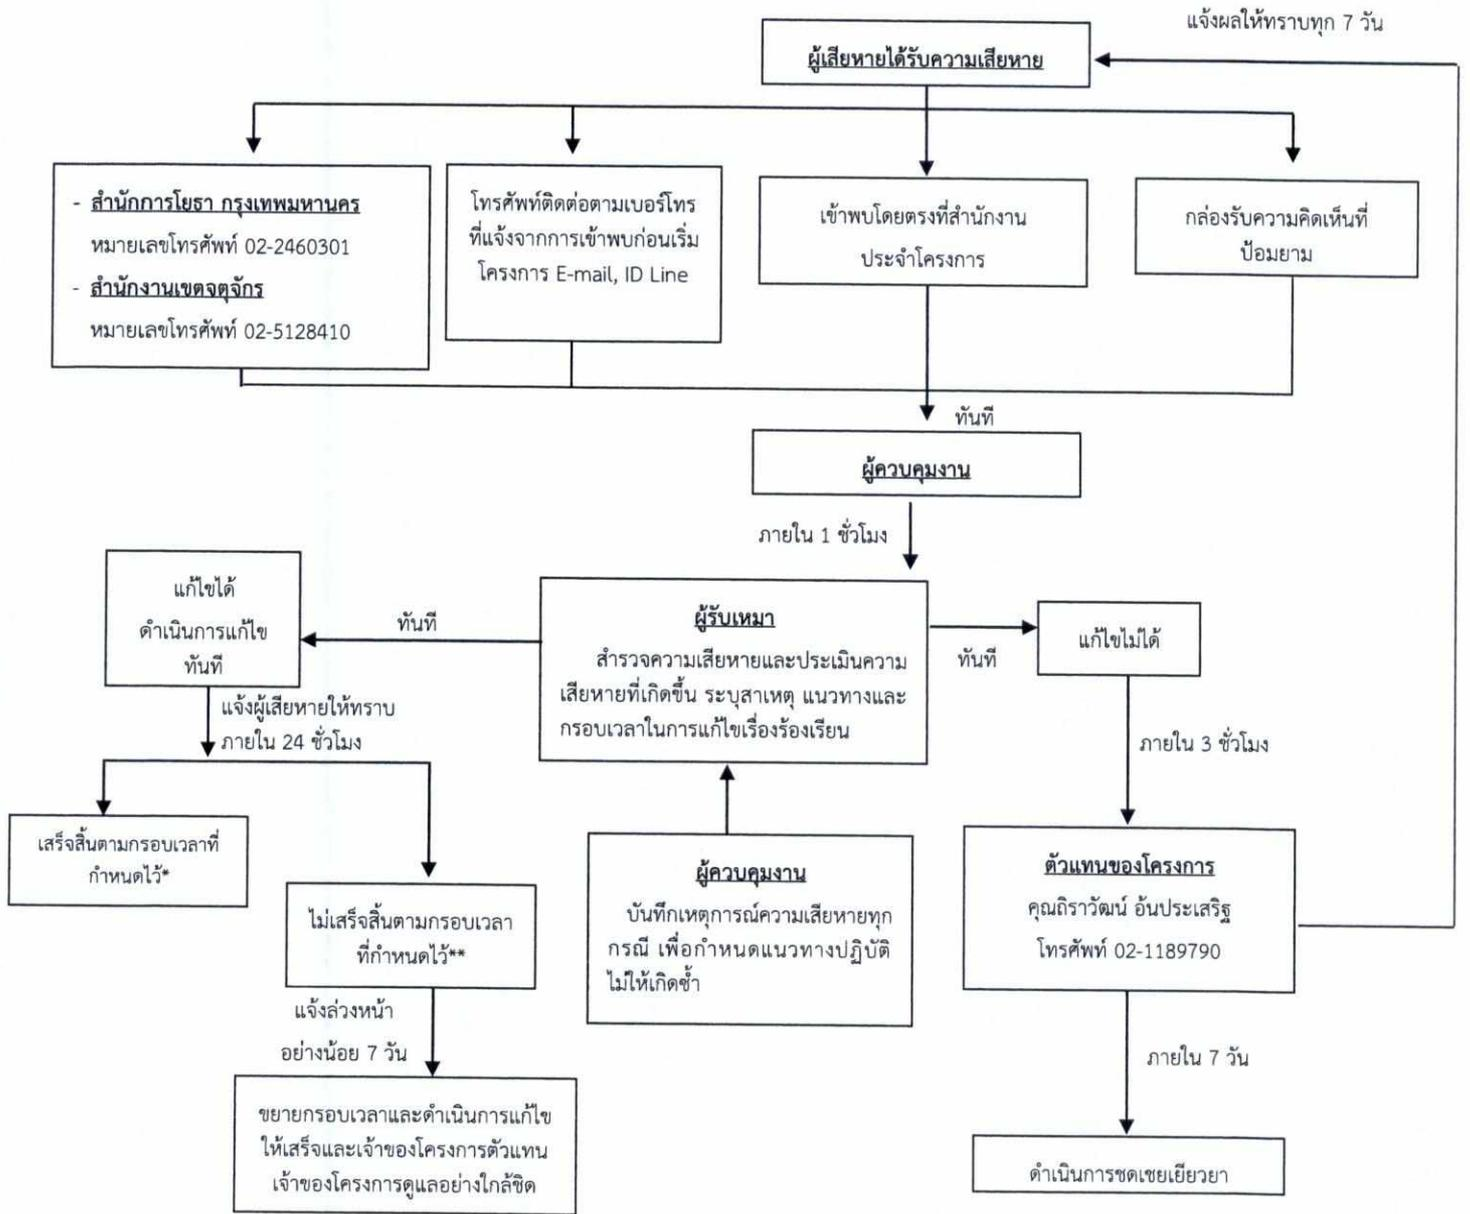 แจ้งผลให้ทราบทุก 7 วัน
ผู้เสียหายได้รับความเสียหาย
- สำนักการโยธา กรุงเทพมหานคร
หมายเลขโทรศัพท์ 02-2460301
- สำนักงานเขตจตุจักร
หมายเลขโทรศัพท์ 02-5128410
โทรศัพท์ติดต่อตามเบอร์โทร
ที่แจ้งจากการเข้าพบก่อนเริ่ม
โครงการ E-mail, ID Line
เข้าพบโดยตรงที่สำนักงาน
ประจำโครงการ
กล่องรับความคิดเห็นที่
ป้อมยาม
ทันที
ผู้ควบคุมงาน
ภายใน 1 ชั่วโมง
แก้ไขได้
ดำเนินการแก้ไข
ทันที
ทันที
ผู้รับเหมา
สำรวจความเสียหายและประเมินความ
เสียหายที่เกิดขึ้น ระบุสาเหตุ แนวทางและ
กรอบเวลาในการแก้ไขเรื่องร้องเรียน
ทันที
แก้ไขไม่ได้
แจ้งผู้เสียหายให้ทราบ
ภายใน 24 ชั่วโมง
ภายใน 3 ชั่วโมง
เสร็จสิ้นตามกรอบเวลาที่
กำหนดไว้*
ไม่เสร็จสิ้นตามกรอบเวลา
ที่กำหนดไว้**
ผู้ควบคุมงาน
บันทึกเหตุการณ์ความเสียหายทุก
กรณี เพื่อกำหนดแนวทางปฏิบัติ
ไม่ให้เกิดซ้ำ
ตัวแทนของโครงการ
คุณถิราวัฒน์ อ้นประเสริฐ
โทรศัพท์ 02-1189790
แจ้งล่วงหน้า
อย่างน้อย 7 วัน
ภายใน 7 วัน
ขยายกรอบเวลาและดำเนินการแก้ไข
ให้เสร็จและเจ้าของโครงการตัวแทน
เจ้าของโครงการดูแลอย่างใกล้ชิด
ดำเนินการชดเชยเยียวยา